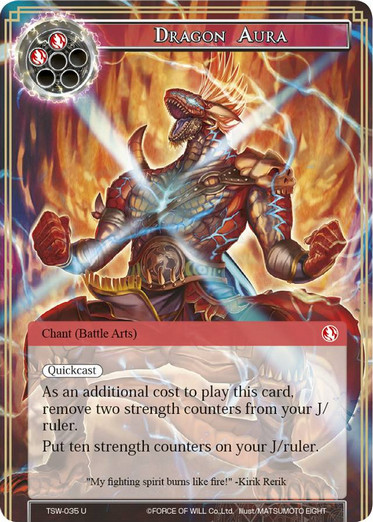 Dragon Aura
Chant (Battle Arts)
Quickcast
As an additional cost to play this card,
remove two strength counters from your J/
ruler.
Put ten strength counters on your J/ruler.
"My fighting spirit burns like fire!" -Kirik Rerik
TSW-035 U
©FORCE OF WILL Co.,Ltd. Illust/MATSUMOTO EIGHT